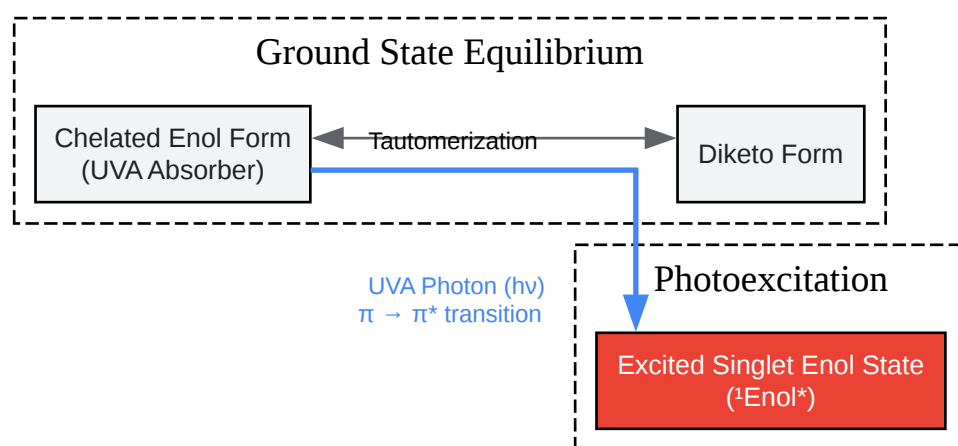 Ground State Equilibrium
Chelated Enol Form
(UVA Absorber)
Tautomerization
Diketo Form
UVA Photon (hν)
π → π* transition
Photoexcitation
Excited Singlet Enol State
(¹Enol*)